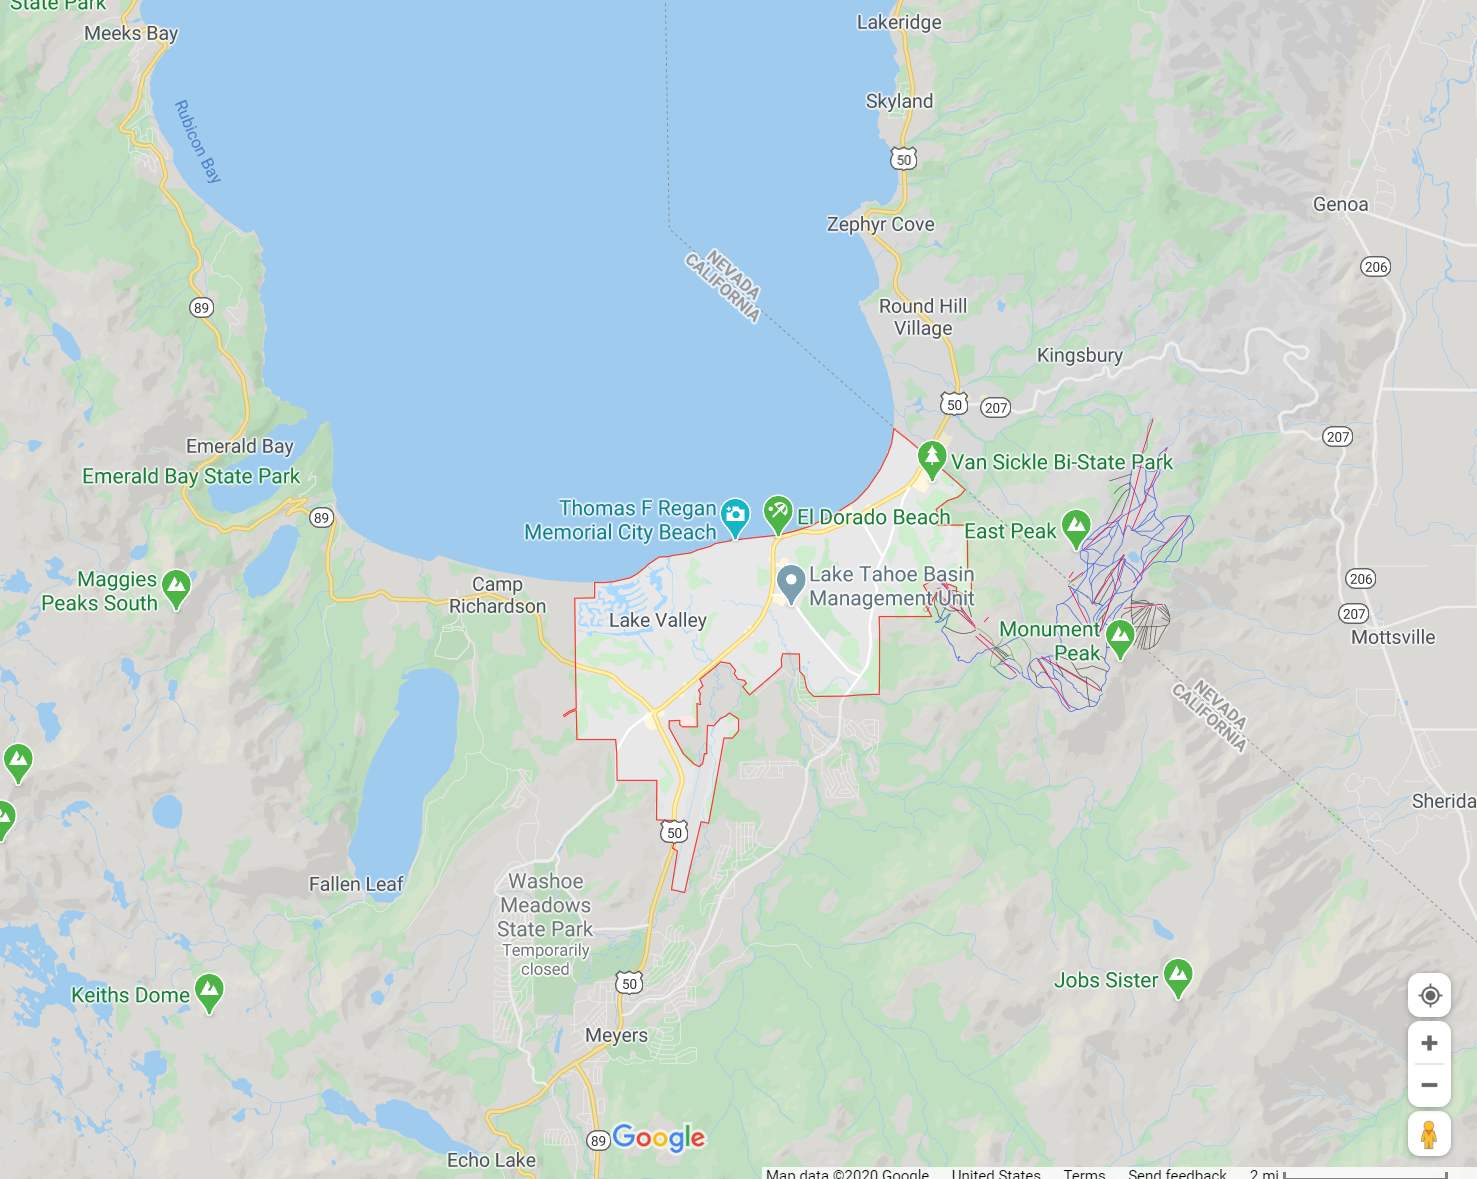 State Park
Meeks Bay
Lakeridge
Rubicon Bay
Skyland
50
Genoa
Zephyr Cove
NEVADA
CALIFORNIA
206
89
Round Hill
Village
Kingsbury
50
207
207
Emerald Bay
Emerald Bay State Park
Van Sickle Bi-State Park
89
Thomas F Regan
Memorial City Beach
El Dorado Beach
East Peak
Maggies
Peaks South
Camp
Richardson
Lake Tahoe Basin
Management Unit
206
207
Lake Valley
Monument
Peak
Mottsville
NEVADA
CALIFORNIA
Sherida
50
Fallen Leaf
Washoe
Meadows
State Park
Temporarily
closed
Keiths Dome
50
Jobs Sister
Meyers
89
Google
Echo Lake
Map data ©2020 Google United States Terms Send feedback 2 mi